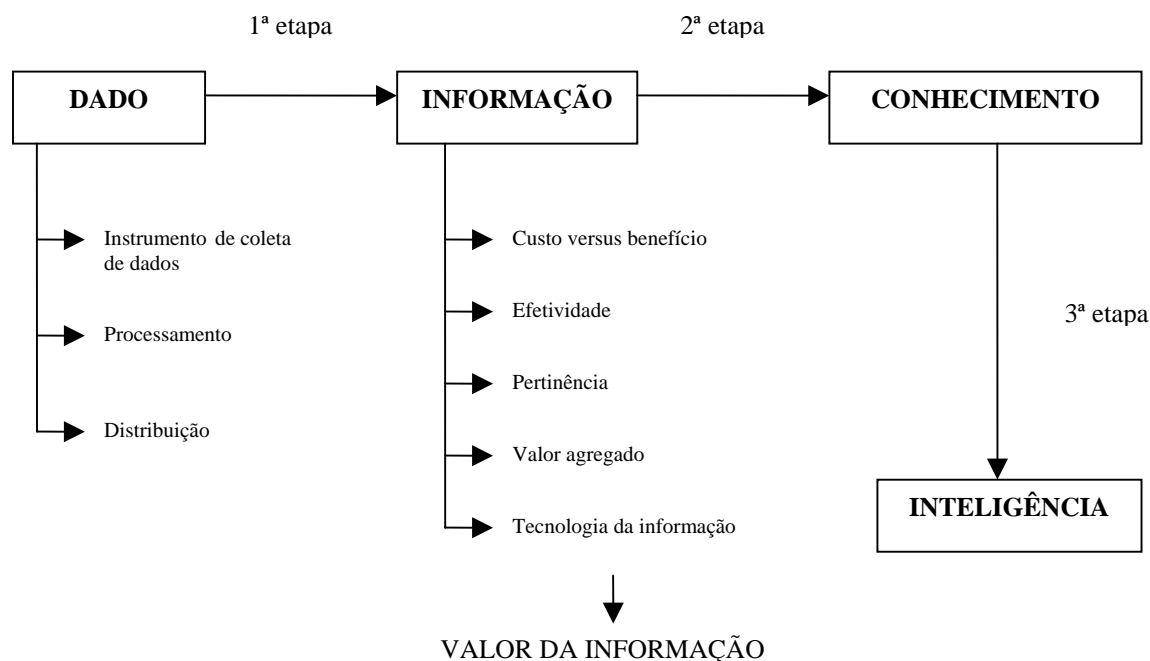 1ª etapa
2ª etapa
DADO
INFORMAÇÃO
CONHECIMENTO
Instrumento de coleta
de dados
Processamento
Distribuição
Custo versus benefício
Efetividade
Pertinência
Valor agregado
Tecnologia da informação
3ª etapa
INTELIGÊNCIA
VALOR DA INFORMAÇÃO